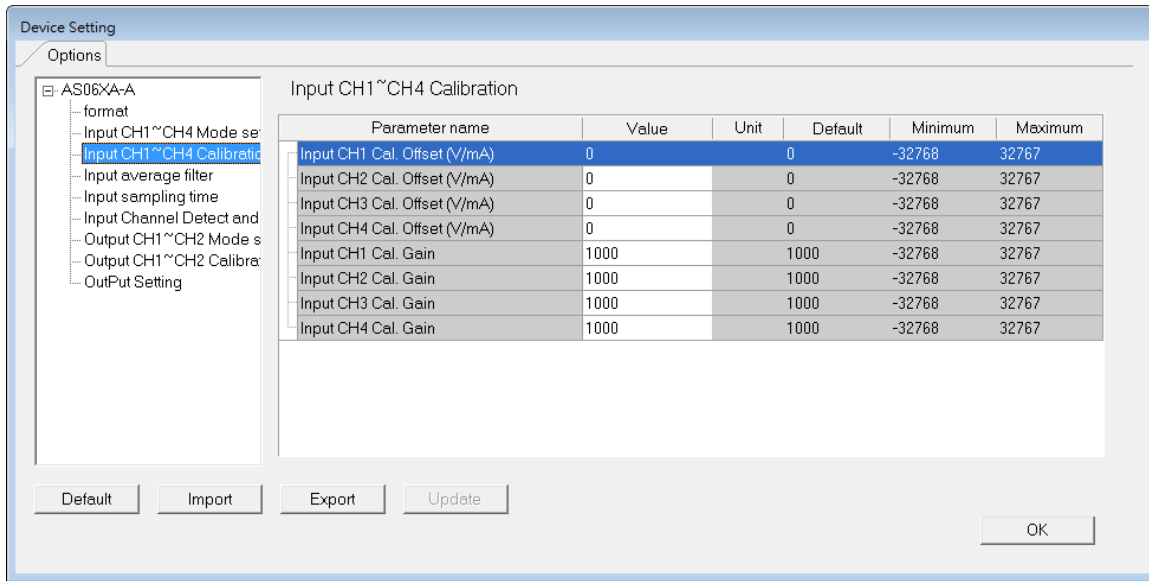 Device Setting
Options
AS06XA-A
format
Input CH1~CH4 Mode se
Input CH1~CH4 Calibratic
Input average filter
Input sampling time
Input Channel Detect and
Output CH1~CH2 Mode s
Output CH1~CH2 Calibra
OutPut Setting
Input CH1~CH4 Calibration
Parameter name Value Unit Default Minimum Maximum
Input CH1 Cal. Offset (V/mA) 0 0 -32768 32767
Input CH2 Cal. Offset (V/mA) 0 0 -32768 32767
Input CH3 Cal. Offset (V/mA) 0 0 -32768 32767
Input CH4 Cal. Offset (V/mA) 0 0 -32768 32767
Input CH1 Cal. Gain 1000 1000 -32768 32767
Input CH2 Cal. Gain 1000 1000 -32768 32767
Input CH3 Cal. Gain 1000 1000 -32768 32767
Input CH4 Cal. Gain 1000 1000 -32768 32767
Default Import Export Update
OK